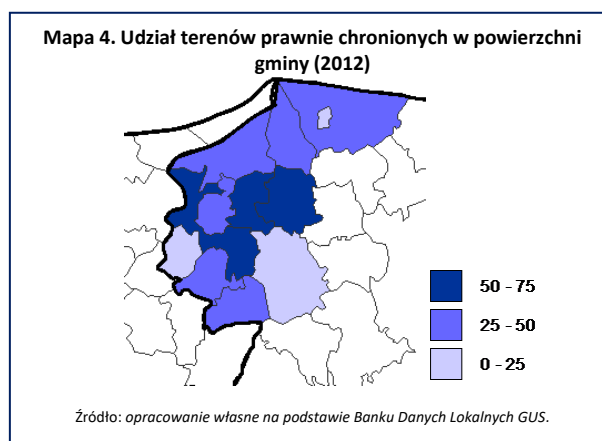 Mapa 4. Udział terenów prawnie chronionych w powierzchni
gminy (2012)
50 - 75
25 - 50
0 - 25
Źródło: opracowanie własne na podstawie Banku Danych Lokalnych GUS.